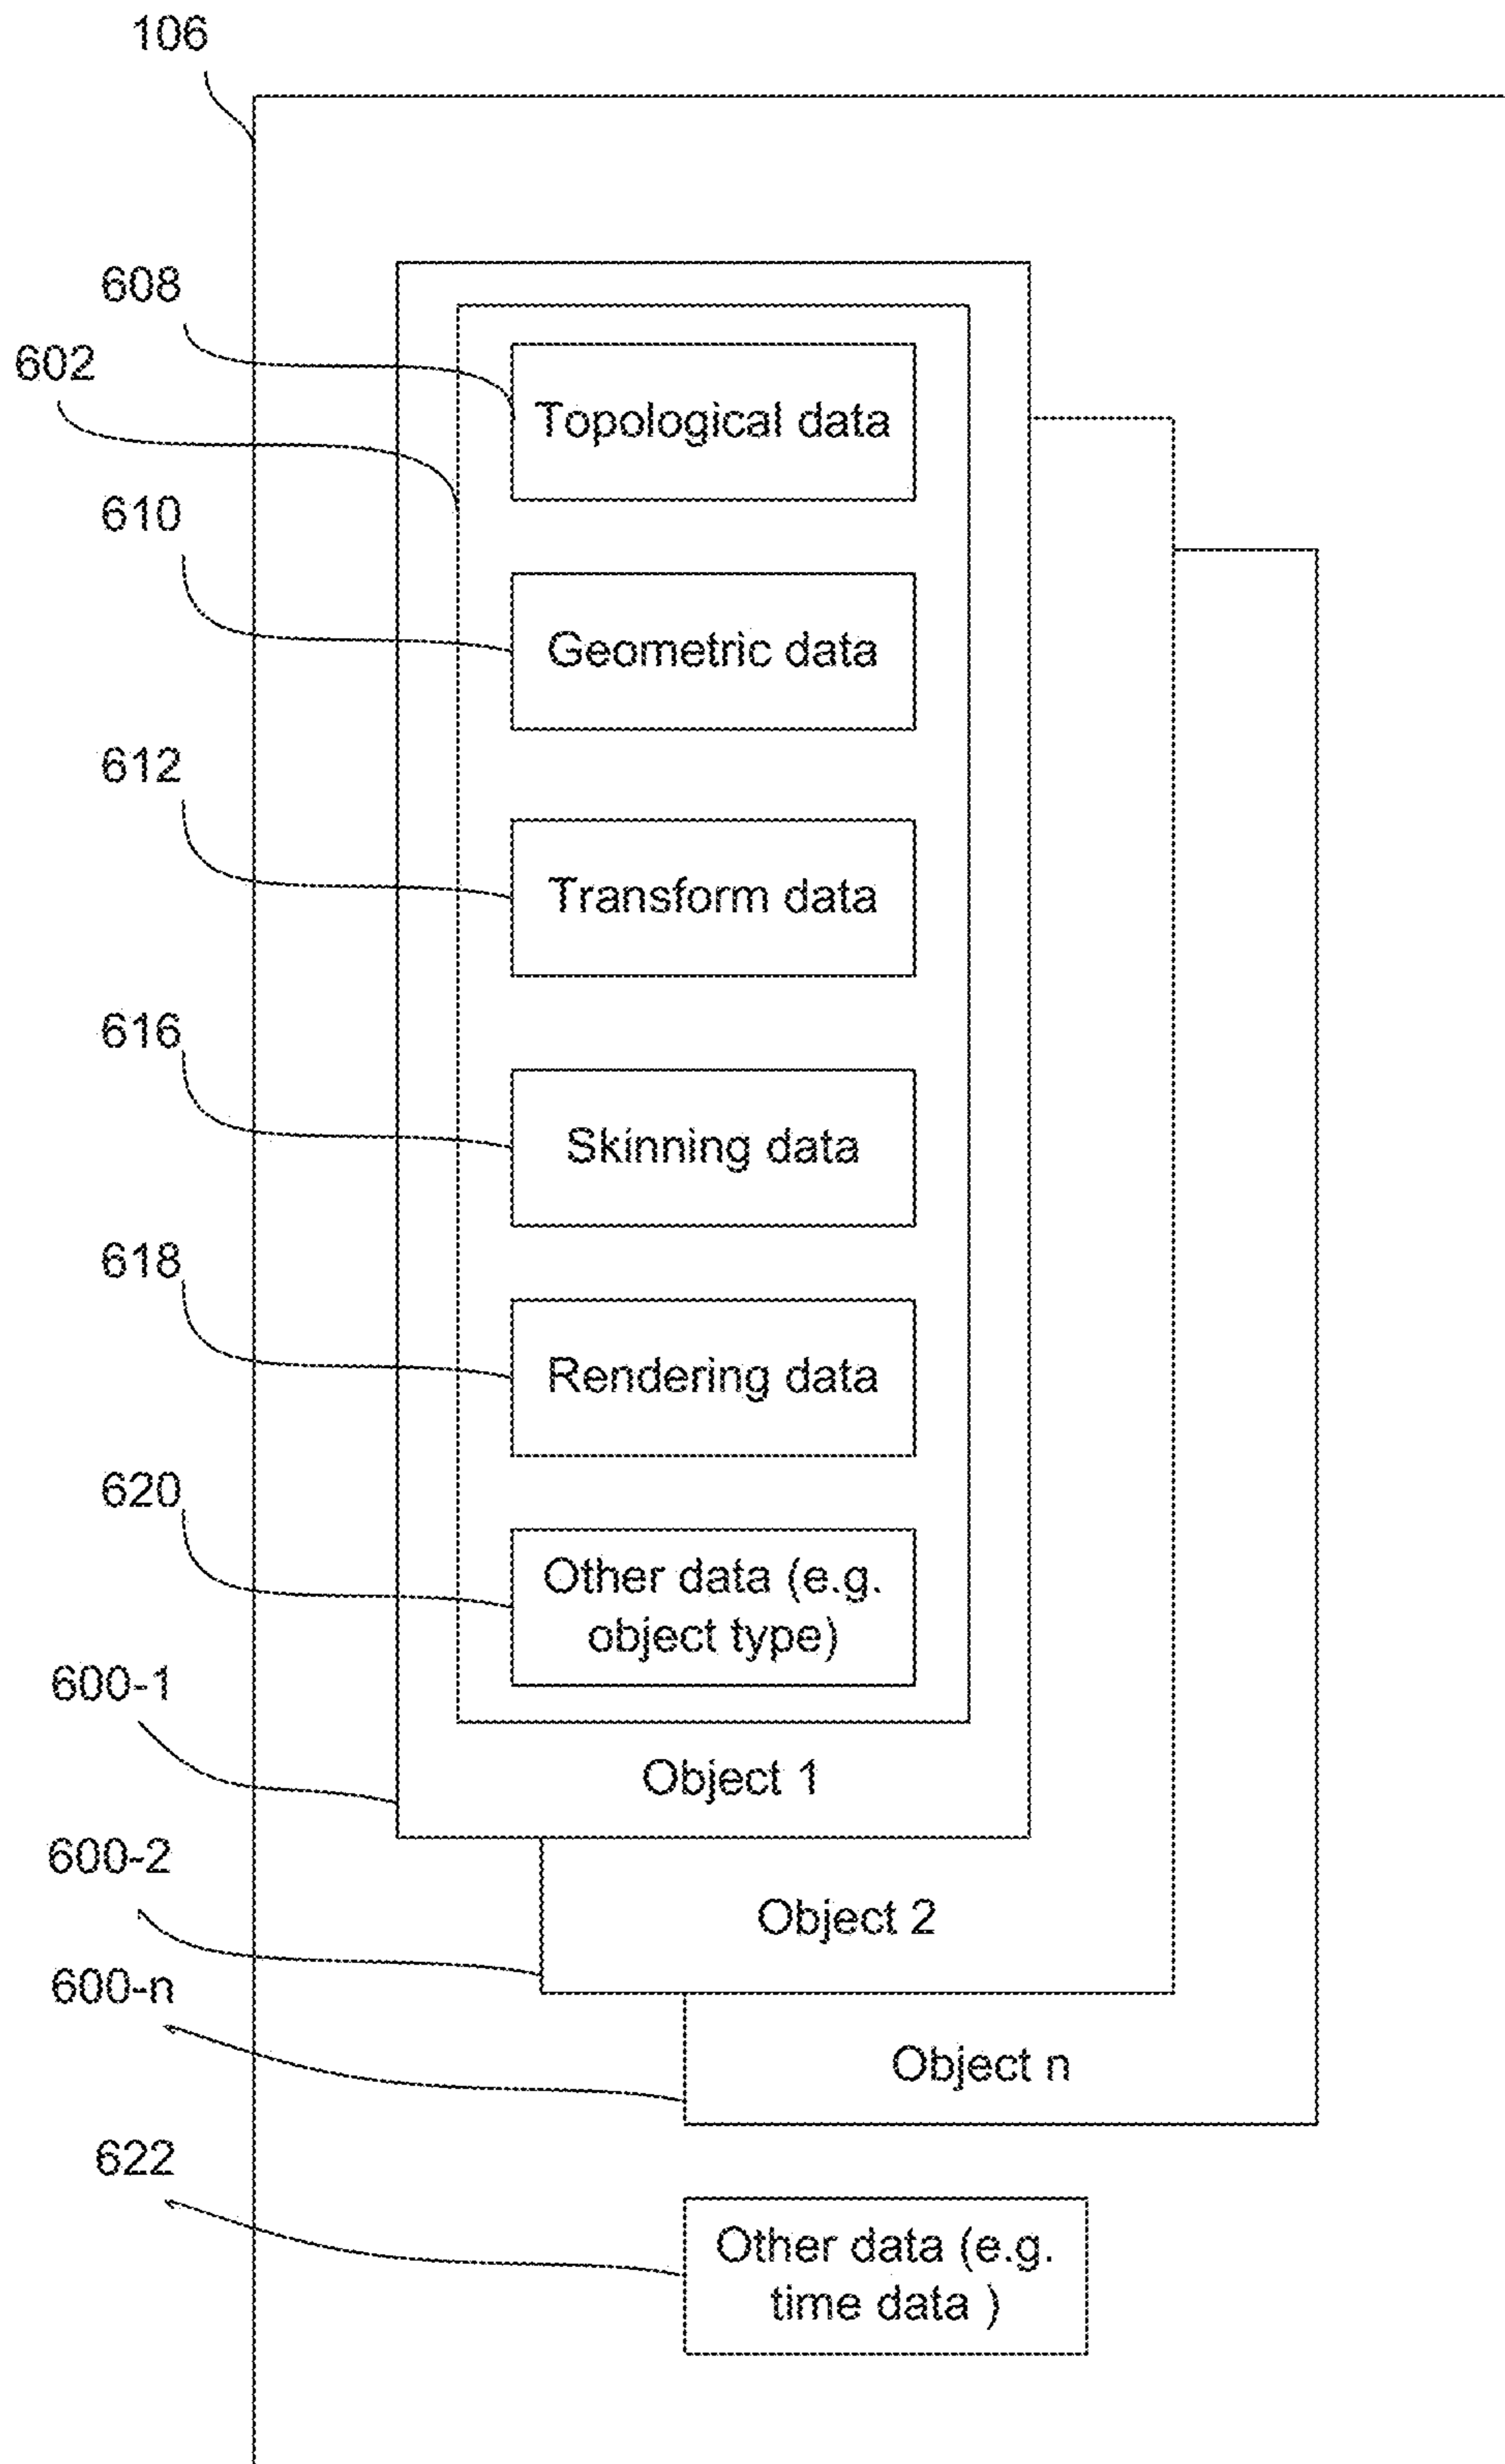 106
608
Topological data
602
610
Geometric data
612
Transform data
616
Skinning data
618
Rendering data
620
Other data (e.g.
object type)
600-1
Object 1
600-2
Object 2
600-n
Object n
622
Other data (e.g.
time data )